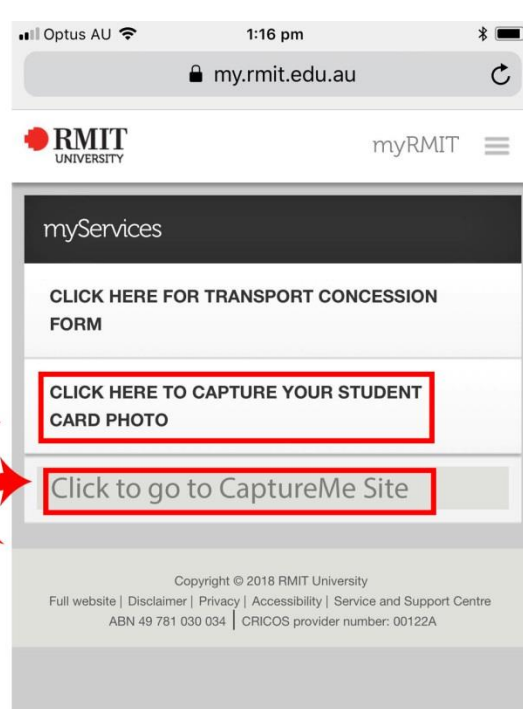 Optus AU 1:16 pm
my.rmit.edu.au
RMIT
UNIVERSITY
myRMIT
myServices
CLICK HERE FOR TRANSPORT CONCESSION
FORM
CLICK HERE TO CAPTURE YOUR STUDENT
CARD PHOTO
Click to go to CaptureMe Site
Copyright © 2018 RMIT University
Full website | Disclaimer | Privacy | Accessibility | Service and Support Centre
ABN 49 781 030 034 | CRICOS provider number: 00122A